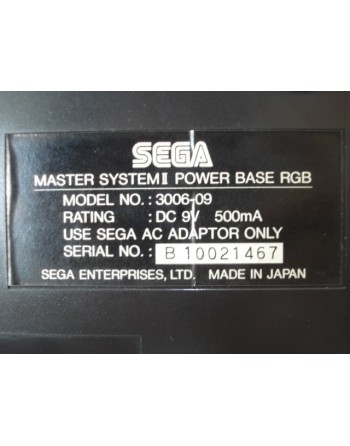 SEGA
MASTER SYSTEM II POWER BASE RGB
MODEL NO. : 3006-09
RATING : DC 9V 500mA
USE SEGA AC ADAPTOR ONLY
SERIAL NO. : B 10021467
SEGA ENTERPRISES, LTD. MADE IN JAPAN